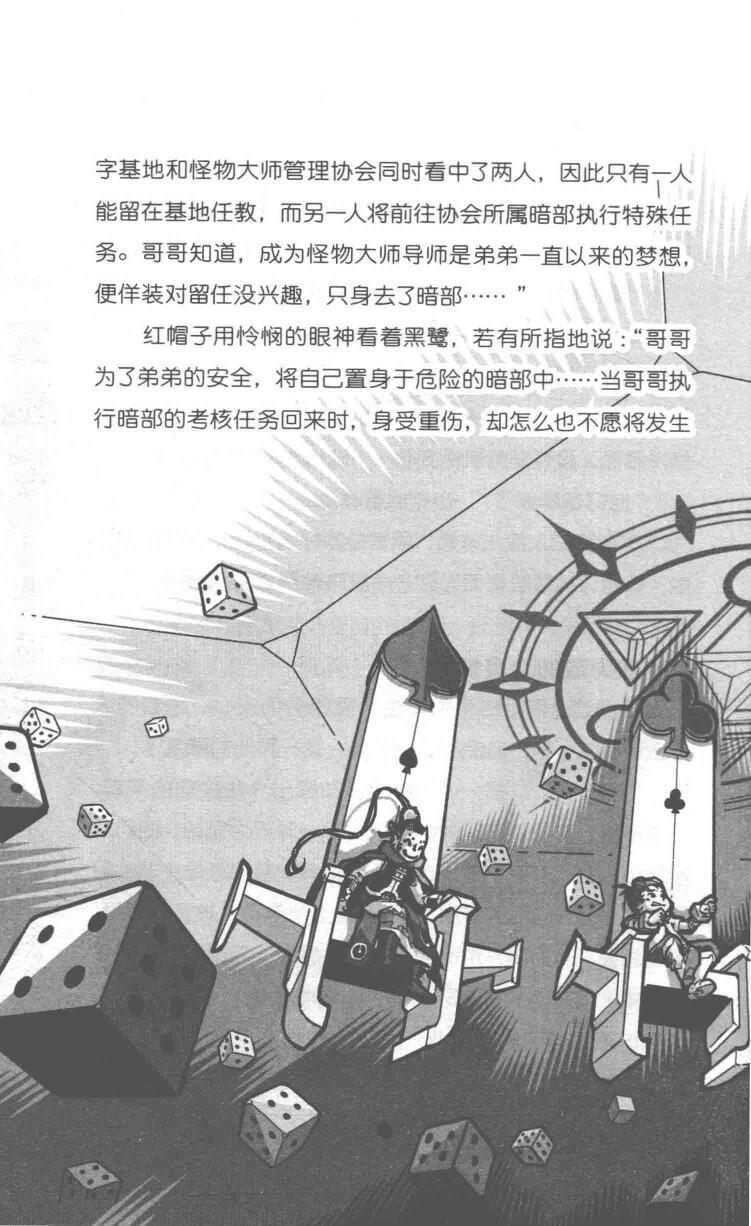 字基地和怪物大师管理协会同时看中了两人，因此只有一人
能留在基地任教，而另一人将前往协会所属暗部执行特殊任
务。哥哥知道，成为怪物大师导师是弟弟一直以来的梦想，
便佯装对留任没兴趣，只身去了暗部……”
红帽子用怜悯的眼神看着黑鹭，若有所指地说：“哥哥
为了弟弟的安全，将自己置身于危险的暗部中……当哥哥执
行暗部的考核任务回来时，身受重伤，却怎么也不愿将发生